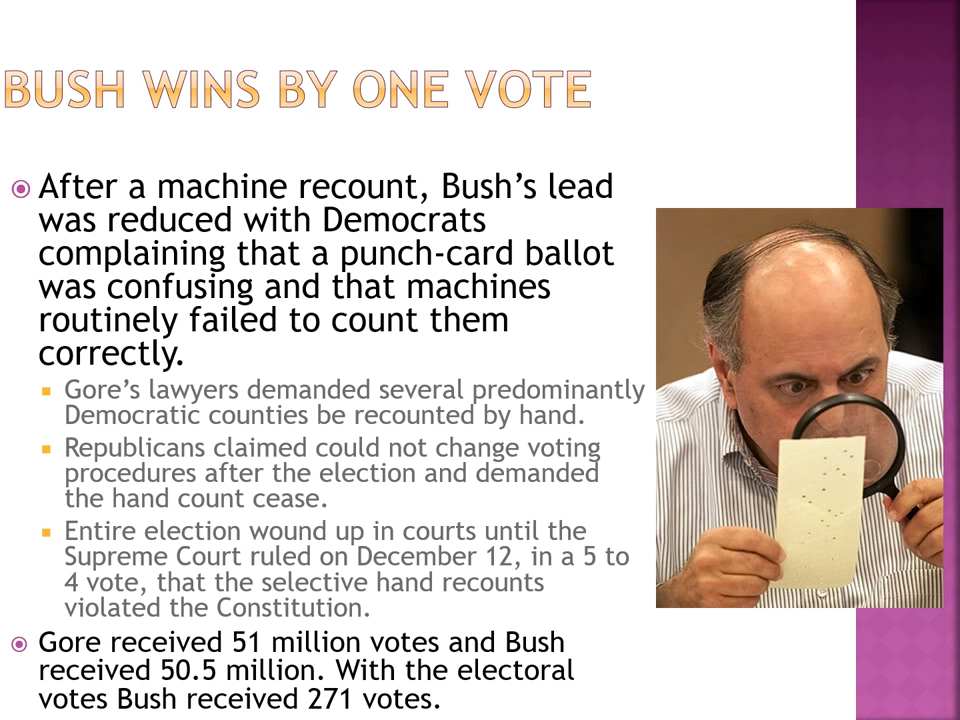 BUSH WINS BY ONE VOTE
After a machine recount, Bush’s lead
was reduced with Democrats
complaining that a punch-card ballot
was confusing and that machines
routinely failed to count them
correctly.
Gore’s lawyers demanded several predominantly
Democratic counties be recounted by hand.
Republicans claimed could not change voting
procedures after the election and demanded
the hand count cease.
Entire election wound up in courts until the
Supreme Court ruled on December 12, in a 5 to
4 vote, that the selective hand recounts
violated the Constitution.
Gore received 51 million votes and Bush
received 50.5 million. With the electoral
votes Bush received 271 votes.